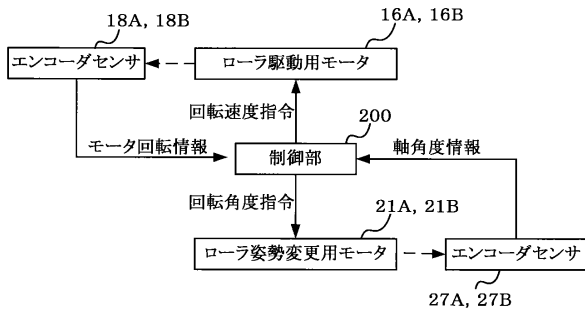 18A, 18B
16A, 16B
エンコーダセンサ
ローラ駆動用モータ
回転速度指令
200
モータ回転情報
制御部
軸角度情報
回転角度指令
21A, 21B
ローラ姿勢変更用モータ
エンコーダセンサ
27A, 27B